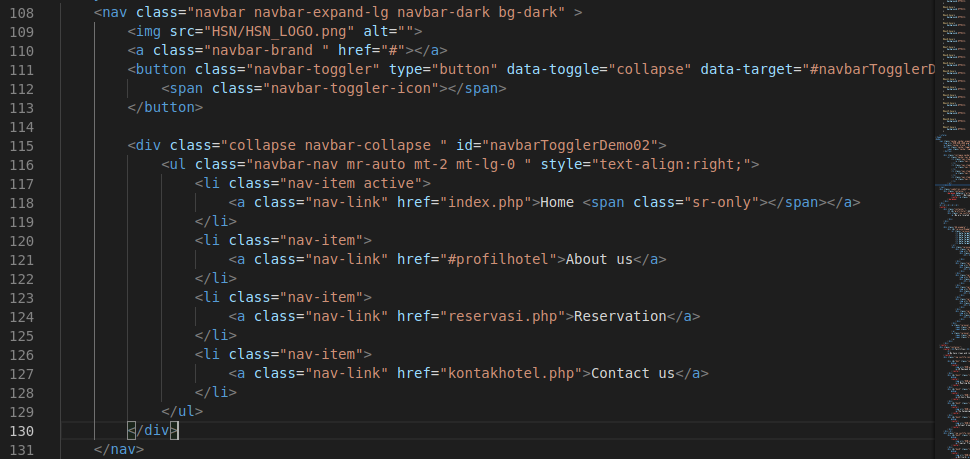 108 <nav class="navbar navbar-expand-lg navbar-dark bg-dark" >
109 <img src="HSN/HSN_LOGO.png" alt="">
110 <a class="navbar-brand " href="#"></a>
111 <button class="navbar-toggler" type="button" data-toggle="collapse" data-target="#navbarTogglerD
112 <span class="navbar-toggler-icon"></span>
113 </button>
114
115 <div class="collapse navbar-collapse " id="navbarTogglerDemo02">
116 <ul class="navbar-nav mr-auto mt-2 mt-lg-0 " style="text-align:right;">
117 <li class="nav-item active">
118 <a class="nav-link" href="index.php">Home <span class="sr-only"></span></a>
119 </li>
120 <li class="nav-item">
121 <a class="nav-link" href="#profilhotel">About us</a>
122 </li>
123 <li class="nav-item">
124 <a class="nav-link" href="reservasi.php">Reservation</a>
125 </li>
126 <li class="nav-item">
127 <a class="nav-link" href="kontakhotel.php">Contact us</a>
128 </li>
129 </ul>
130 </div>
131 </nav>